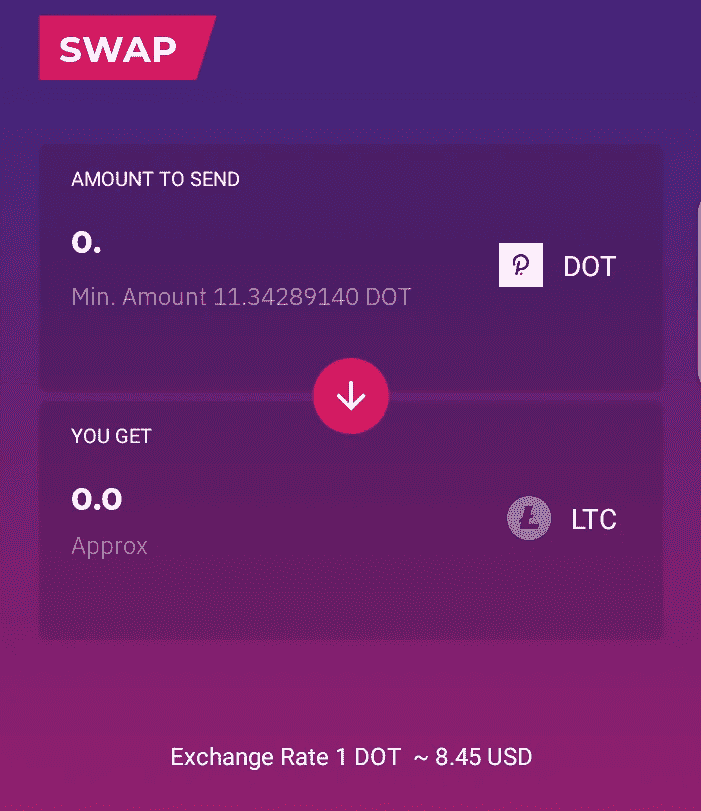 SWAP
AMOUNT TO SEND
0.
DOT
Min. Amount 11.34289140 DOT
YOU GET
0.0
LTC
Approx
Exchange Rate 1 DOT ~ 8.45 USD